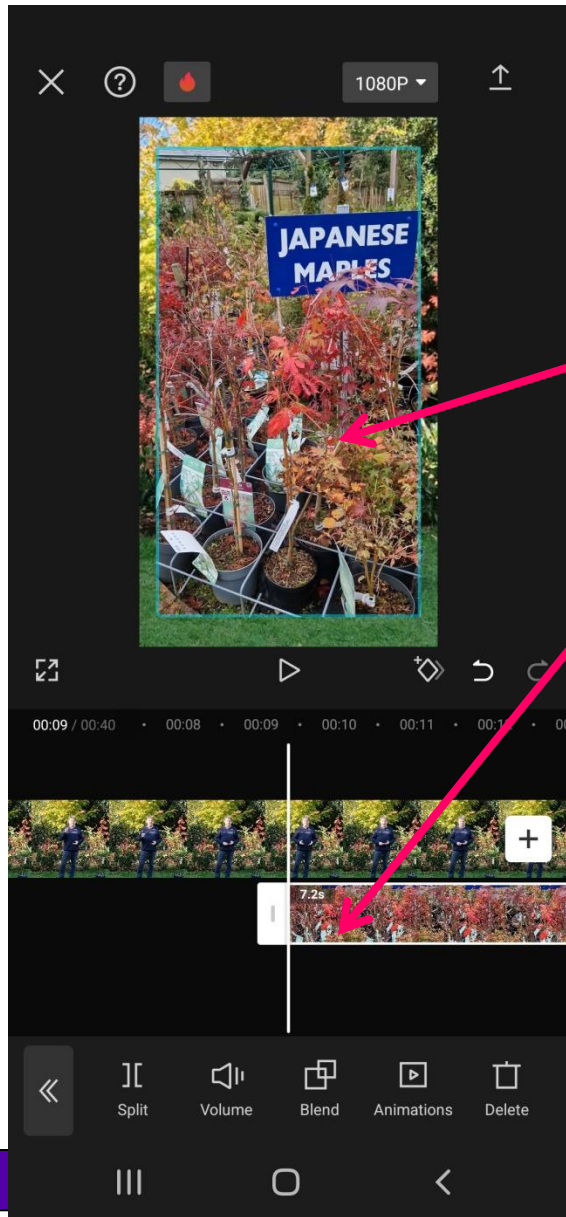 1080P
JAPANESE
MAPLES
00:09 / 00:40 • 00:08 • 00:09 • 00:10 • 00:11 •
7.2s
Split Volume Blend Animations Delete